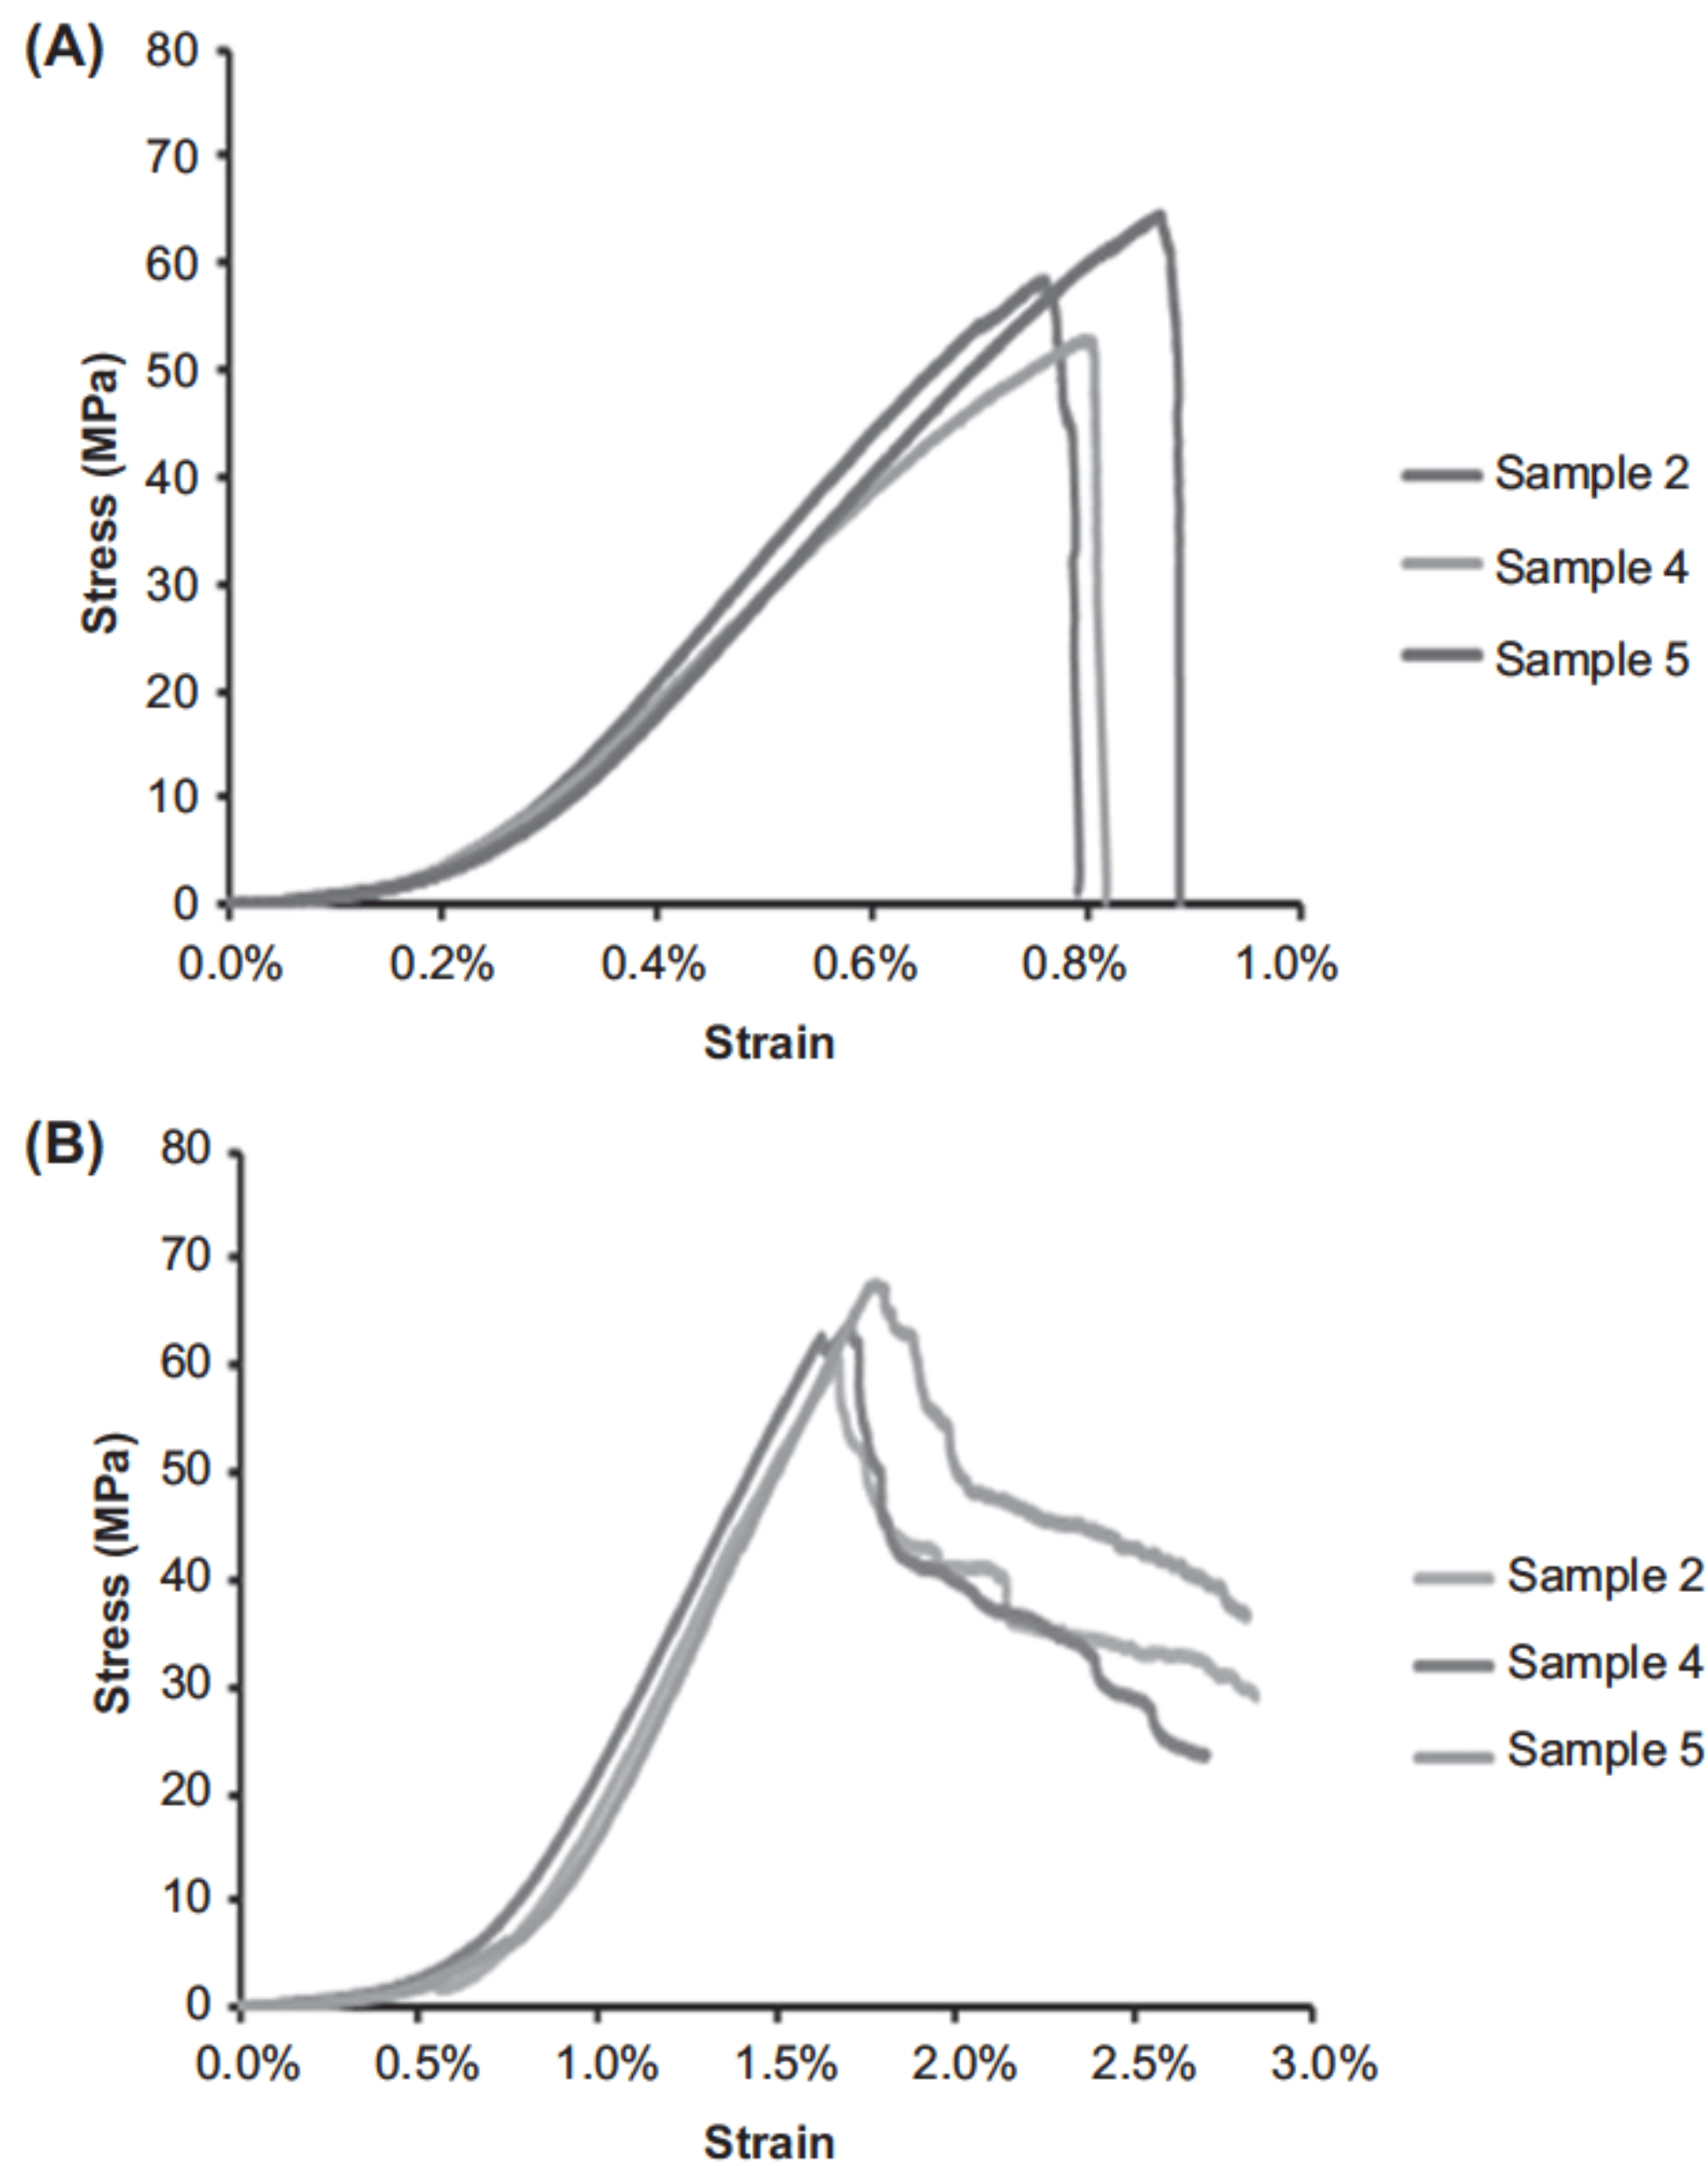 (A)
80
70
60
50
40
30
20
10
0
Stress (MPa)
0.0% 0.2% 0.4% 0.6% 0.8% 1.0%
Strain
Sample 2
Sample 4
Sample 5
(B)
80
70
60
50
40
30
20
10
0
Stress (MPa)
0.0% 0.5% 1.0% 1.5% 2.0% 2.5% 3.0%
Strain
Sample 2
Sample 4
Sample 5